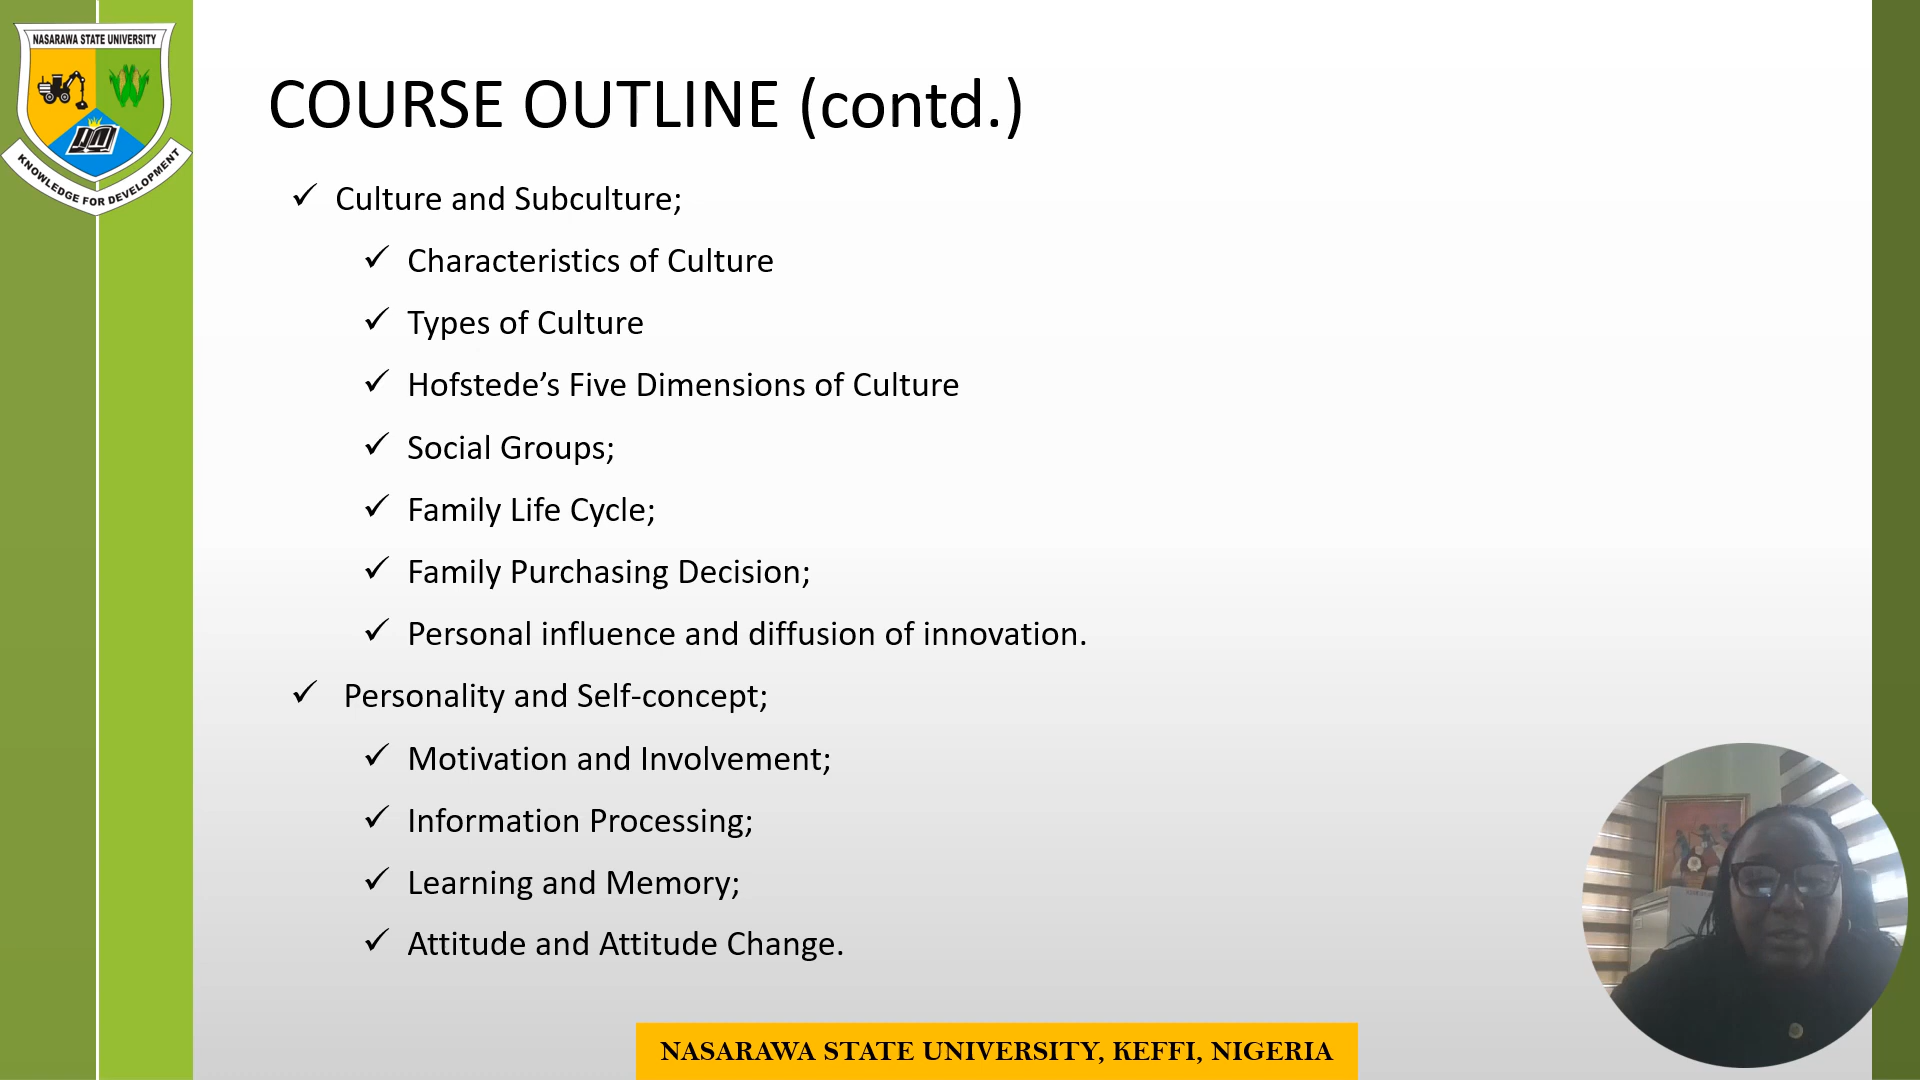 NASARAWA STATE UNIVERSITY
KNOWLEDGE FOR DEVELOPMENT
COURSE OUTLINE (contd.)
✓ Culture and Subculture;
✓ Characteristics of Culture
✓ Types of Culture
✓ Hofstede’s Five Dimensions of Culture
✓ Social Groups;
✓ Family Life Cycle;
✓ Family Purchasing Decision;
✓ Personal influence and diffusion of innovation.
✓ Personality and Self-concept;
✓ Motivation and Involvement;
✓ Information Processing;
✓ Learning and Memory;
✓ Attitude and Attitude Change.
NASARAWA STATE UNIVERSITY, KEFFI, NIGERIA